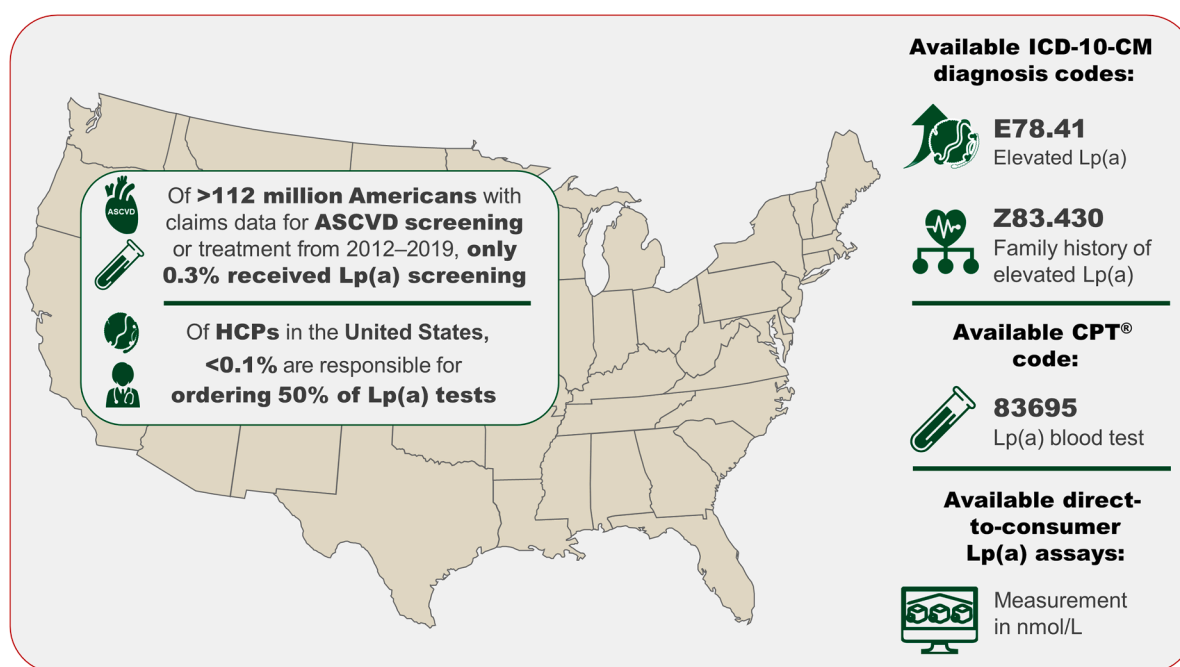 ASCVD
Of >112 million Americans with
claims data for ASCVD screening
or treatment from 2012–2019, only
0.3% received Lp(a) screening
Of HCPs in the United States,
<0.1% are responsible for
ordering 50% of Lp(a) tests
Available ICD-10-CM
diagnosis codes:
E78.41
Elevated Lp(a)
Z83.430
Family history of
elevated Lp(a)
Available CPT®
code:
83695
Lp(a) blood test
Available direct-
to-consumer
Lp(a) assays:
Measurement
in nmol/L